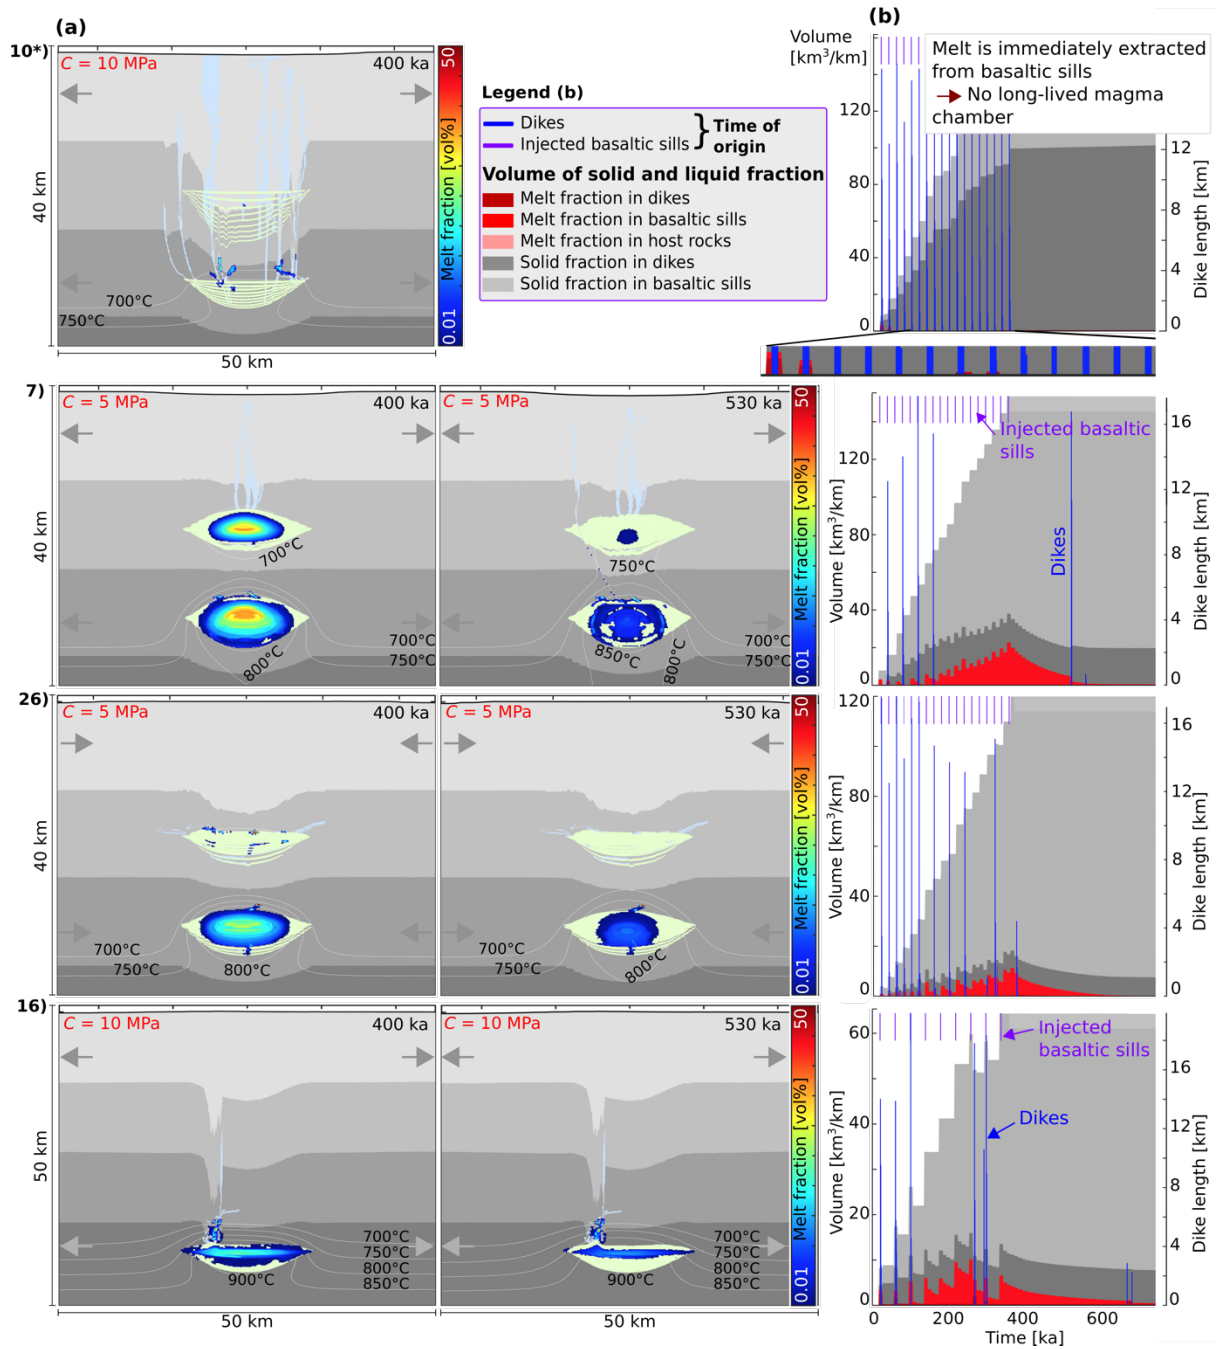 (a)
(b)
10*)
C = 10 MPa
400 ka
50
Melt fraction [vol%]
0.01
40 km
700°C
750°C
50 km
Legend (b)
Dikes
Injected basaltic sills
} Time of
origin
Volume of solid and liquid fraction
Melt fraction in dikes
Melt fraction in basaltic sills
Melt fraction in host rocks
Solid fraction in dikes
Solid fraction in basaltic sills
Volume
[km³/km]
Melt is immediately extracted
from basaltic sills
→ No long-lived magma
chamber
120
80
40
0
12
8
4
0
Dike length [km]
7)
C = 5 MPa
400 ka
40 km
700°C
800°C
700°C
750°C
C = 5 MPa
530 ka
750°C
850°C
800°C
700°C
750°C
50
Melt fraction [vol%]
0.01
Volume [km³/km]
120
80
40
0
Injected basaltic
sills
Dikes
16
12
8
4
0
Dike length [km]
26)
C = 5 MPa
400 ka
40 km
700°C
750°C
800°C
C = 5 MPa
530 ka
700°C
750°C
800°C
50
Melt fraction [vol%]
0.01
Volume [km³/km]
120
80
40
0
16
12
8
4
0
Dike length [km]
16)
C = 10 MPa
400 ka
50 km
700°C
750°C
800°C
850°C
900°C
C = 10 MPa
530 ka
700°C
750°C
800°C
850°C
900°C
50
Melt fraction [vol%]
0.01
50 km
Volume [km³/km]
60
40
20
0
Injected
basaltic sills
Dikes
16
12
8
4
0
Dike length [km]
0
200
400
600
Time [ka]